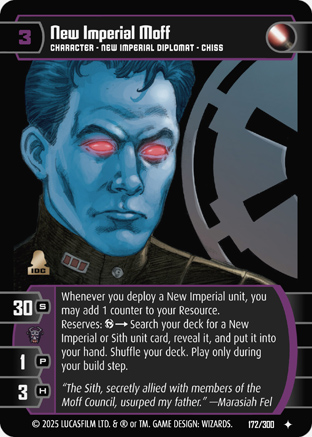 3
New Imperial Moff
CHARACTER • NEW IMPERIAL DIPLOMAT • CHISS
IDC
30 S
1 P
3 H
Whenever you deploy a New Imperial unit, you
may add 1 counter to your Resource.
Reserves: → Search your deck for a New
Imperial or Sith unit card, reveal it, and put it into
your hand. Shuffle your deck. Play only during
your build step.
“The Sith, secretly allied with members of the
Moff Council, usurped my father.” —Marasiah Fel
© 2025 LUCASFILM LTD. & ® or TM. GAME DESIGN: WIZARDS. 172/300